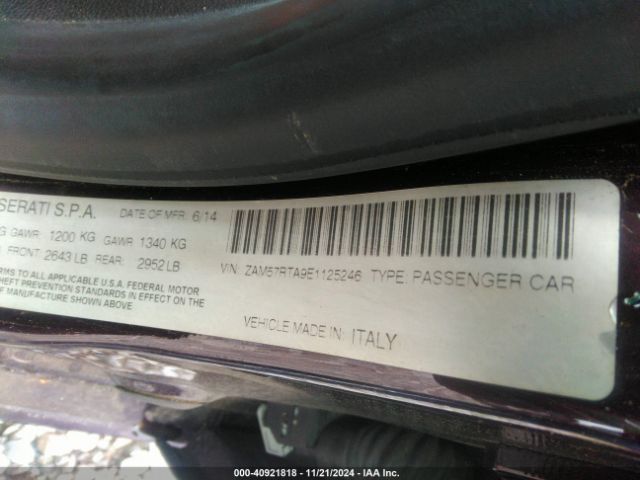 SERATI S.P.A. DATE OF MFR. 6/14
G GAWR: 1200 KG GAWR: 1340 KG
FRONT: 2643 LB REAR: 2952 LB
VIN: ZAM57RTA9E1125246 TYPE: PASSENGER CAR
RMS TO ALL APPLICABLE U.S.A. FEDERAL MOTOR
HEFT PREVENTION STANDARDS IN EFFECT ON THE
F MANUFACTURE SHOWN ABOVE
VEHICLE MADE IN: ITALY
000-40921818 - 11/21/2024 - IAA Inc.